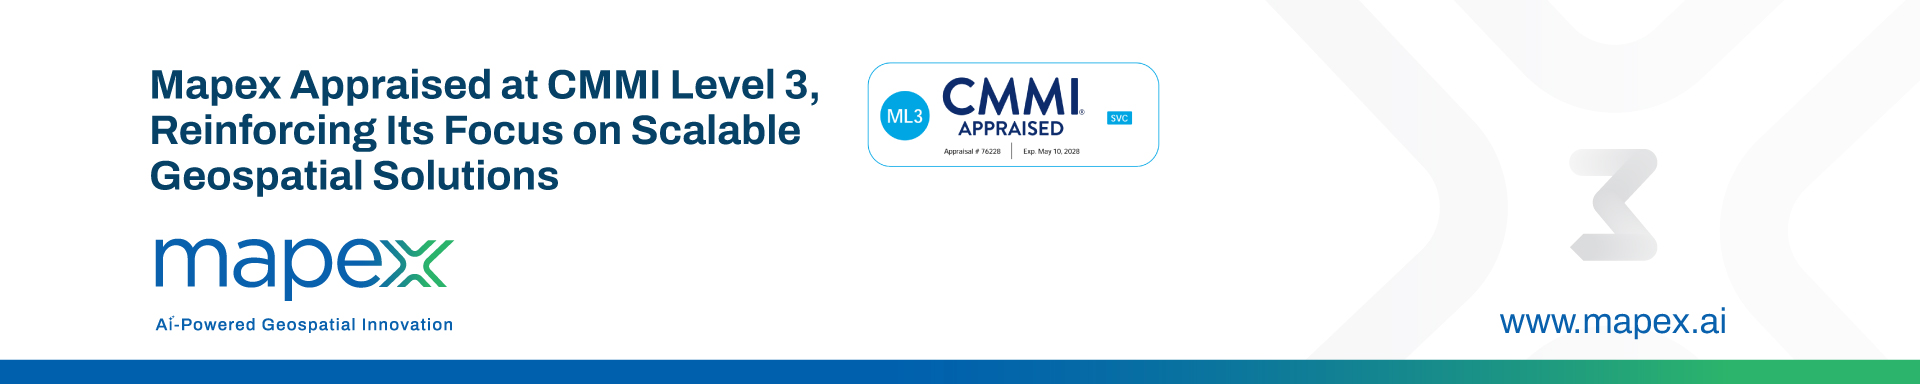 Mapex Appraised at CMMI Level 3,
Reinforcing Its Focus on Scalable
Geospatial Solutions
ML3
CMMI®
APPRAISED
SVC
Appraisal # 76228 | Exp. May 10, 2028
mapex
Ai-Powered Geospatial Innovation
3
www.mapex.ai